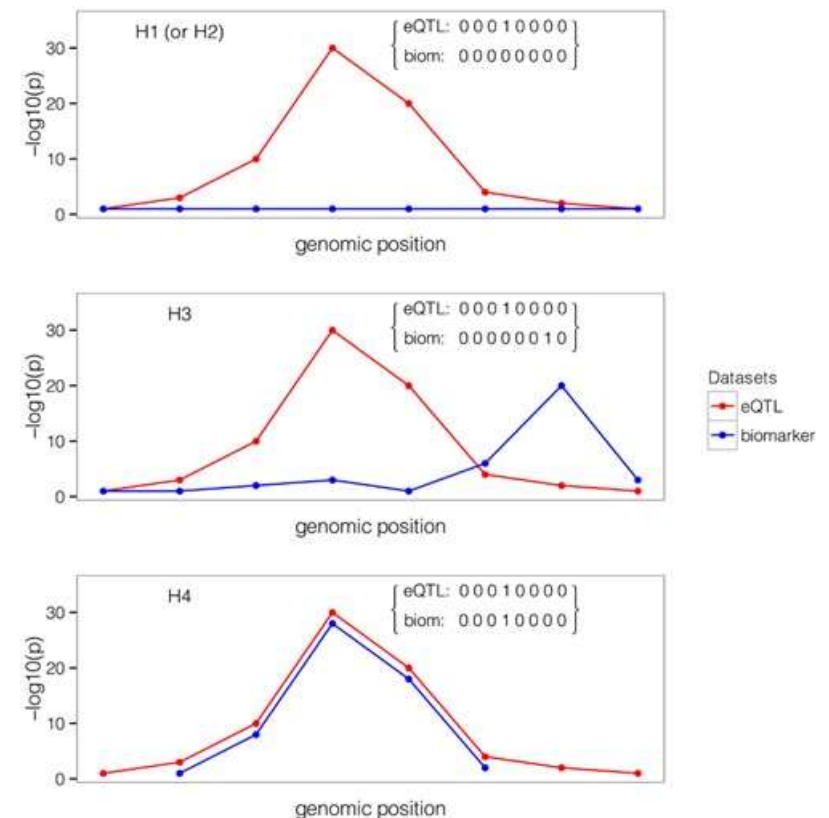 H1 (or H2)
eQTL: 0 0 0 1 0 0 0 0
biom: 0 0 0 0 0 0 0 0
30
20
10
0
−log10(p)
genomic position
H3
eQTL: 0 0 0 1 0 0 0 0
biom: 0 0 0 0 0 0 1 0
30
20
10
0
−log10(p)
genomic position
Datasets
eQTL
biomarker
H4
eQTL: 0 0 0 1 0 0 0 0
biom: 0 0 0 1 0 0 0 0
30
20
10
0
−log10(p)
genomic position